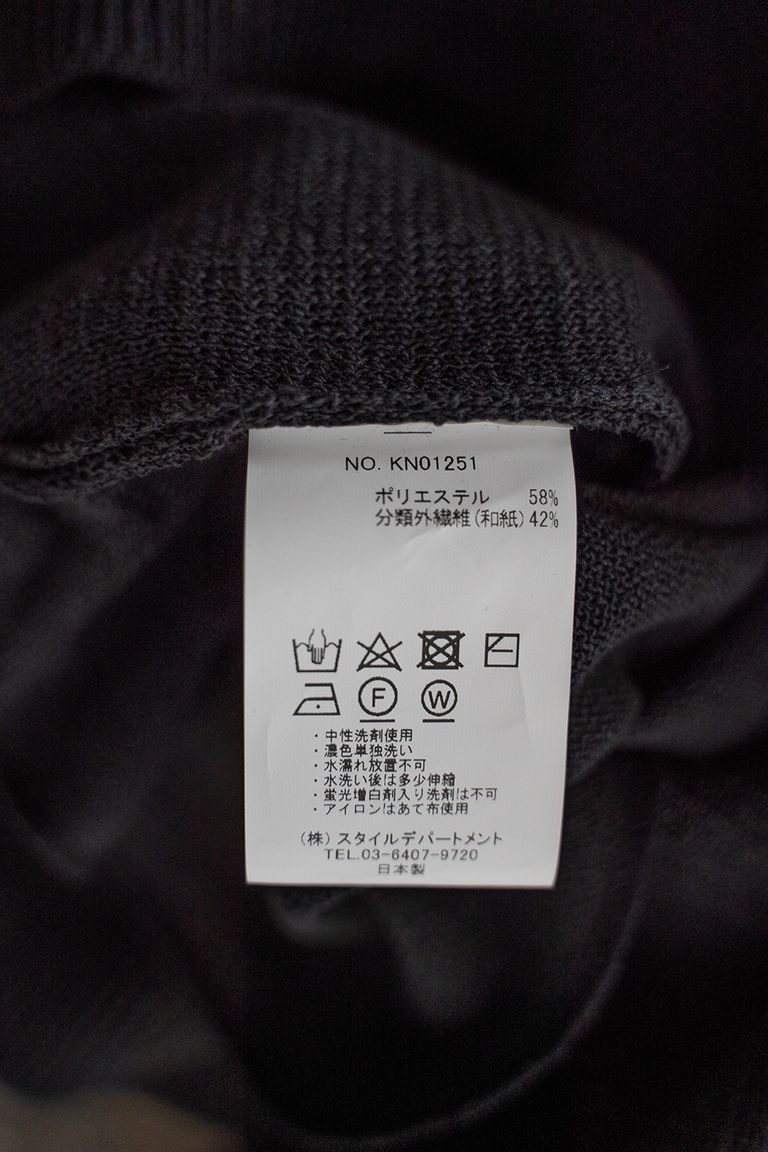 NO. KN01251
ポリエステル 58%
分類外繊維(和紙) 42%
F W
・中性洗剤使用
・濃色単独洗い
・水濡れ放置不可
・水洗い後は多少伸縮
・蛍光増白剤入り洗剤は不可
・アイロンはあて布使用
(株)スタイルデパートメント
TEL.03-6407-9720
日本製